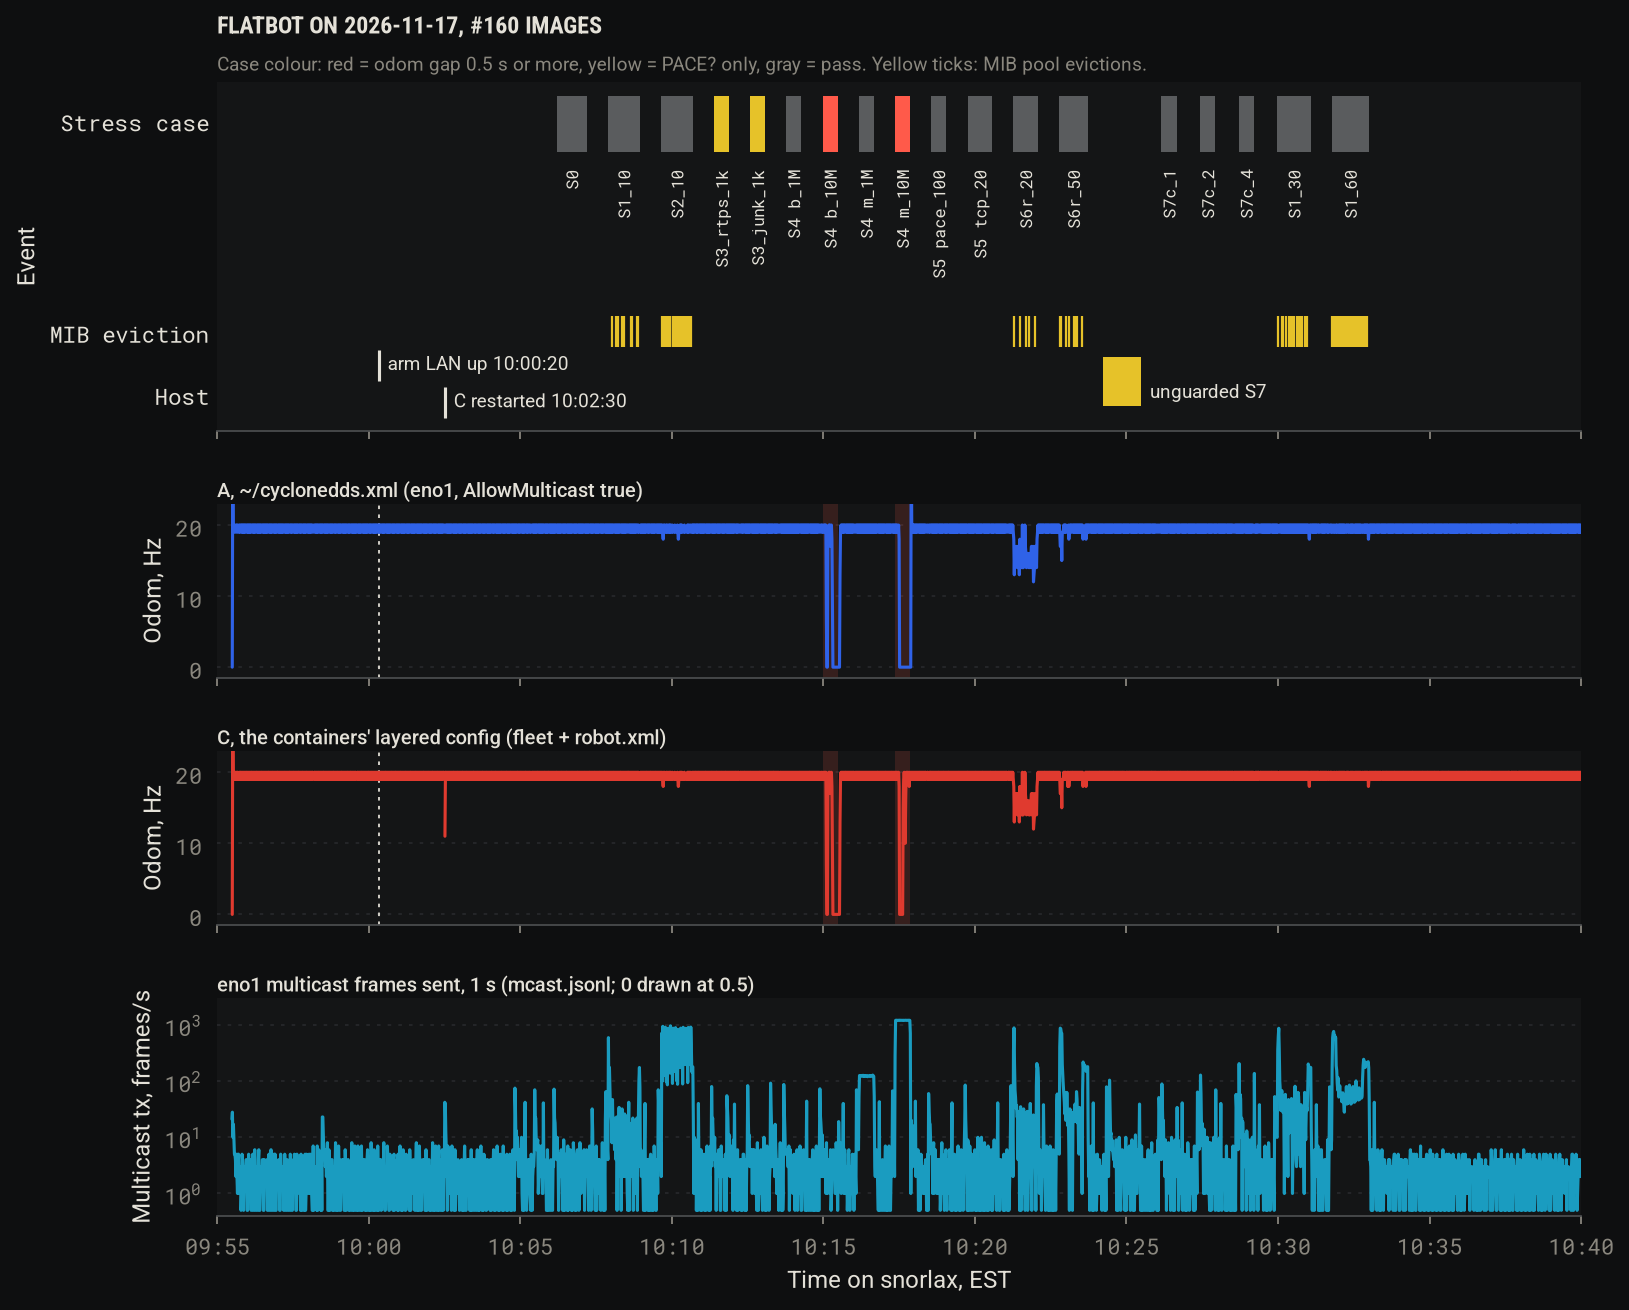 FLATBOT ON 2026-11-17, #160 IMAGES
Case colour: red = odom gap 0.5 s or more, yellow = PACE? only, gray = pass. Yellow ticks: MIB pool evictions.
Event
Stress case
S0
S1_10
S2_10
S3_rtps_1k
S3_junk_1k
S4 b_1M
S4 b_10M
S4 m_1M
S4 m_10M
S5 pace_100
S5 tcp_20
S6r_20
S6r_50
S7c_1
S7c_2
S7c_4
S1_30
S1_60
MIB eviction
arm LAN up 10:00:20
Host
C restarted 10:02:30
unguarded S7
A, ~/cyclonedds.xml (eno1, AllowMulticast true)
Odom, Hz
20
10
0
C, the containers' layered config (fleet + robot.xml)
Odom, Hz
20
10
0
eno1 multicast frames sent, 1 s (mcast.jsonl; 0 drawn at 0.5)
Multicast tx, frames/s
10³
10²
10¹
10⁰
09:55 10:00 10:05 10:10 10:15 10:20 10:25 10:30 10:35 10:40
Time on snorlax, EST